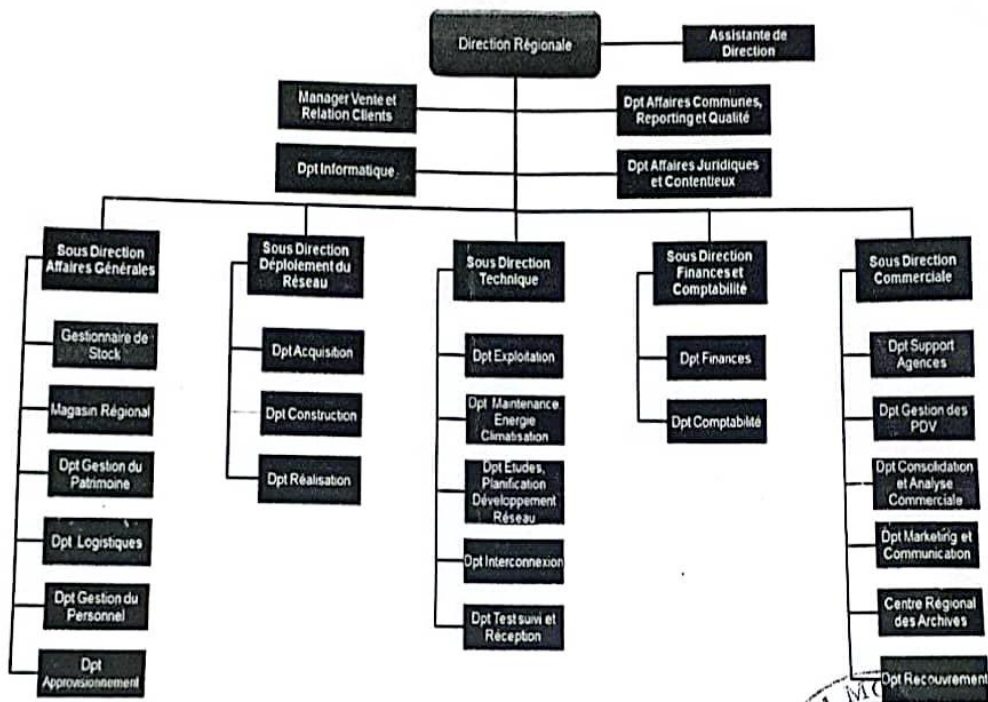 Direction Régionale
Assistante de
Direction
Manager Vente et
Relation Clients
Dpt Affaires Communes,
Reporting et Qualité
Dpt Informatique
Dpt Affaires Juridiques
et Contentieux
Sous Direction
Affaires Générales
Gestionnaire de
Stock
Magasin Régional
Dpt Gestion du
Patrimoine
Dpt Logistiques
Dpt Gestion du
Personnel
Dpt
Approvisionnement
Sous Direction
Déploiement du
Réseau
Dpt Acquisition
Dpt Construction
Dpt Réalisation
Sous Direction
Technique
Dpt Exploitation
Dpt Maintenance
Energie
Climatisation
Dpt Etudes,
Planification
Développement
Réseau
Dpt Interconnexion
Dpt Test suivi et
Réception
Sous Direction
Finances et
Comptabilité
Dpt Finances
Dpt Comptabilité
Sous Direction
Commerciale
Dpt Support
Agences
Dpt Gestion des
PDV
Dpt Consolidation
et Analyse
Commerciale
Dpt Marketing et
Communication
Centre Régional
des Archives
Dpt Recouvrement